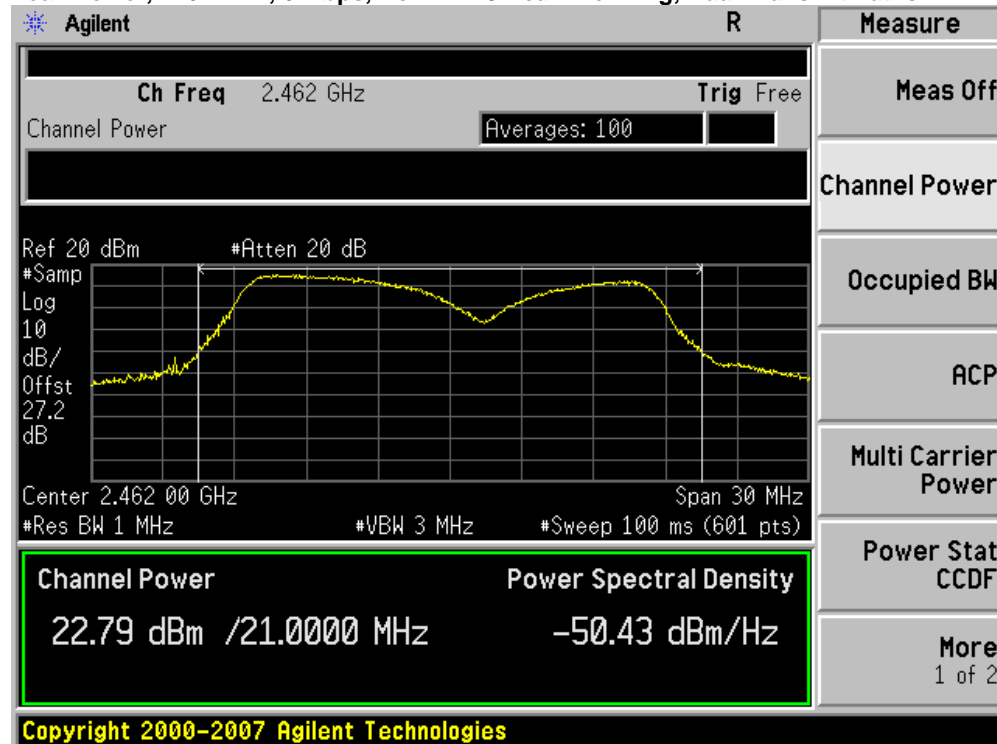 Agilent R Measure
Ch Freq 2.462 GHz Trig Free
Meas Off
Channel Power Averages: 100
Channel Power
Ref 20 dBm #Atten 20 dB
#Samp
Log
10
dB/
Offst
27.2
dB
Occupied BW
ACP
Multi Carrier
Power
Center 2.462 00 GHz Span 30 MHz
#Res BW 1 MHz #VBW 3 MHz #Sweep 100 ms (601 pts)
Power Stat
CCDF
Channel Power Power Spectral Density
22.79 dBm /21.0000 MHz -50.43 dBm/Hz
More
1 of 2
Copyright 2000-2007 Agilent Technologies